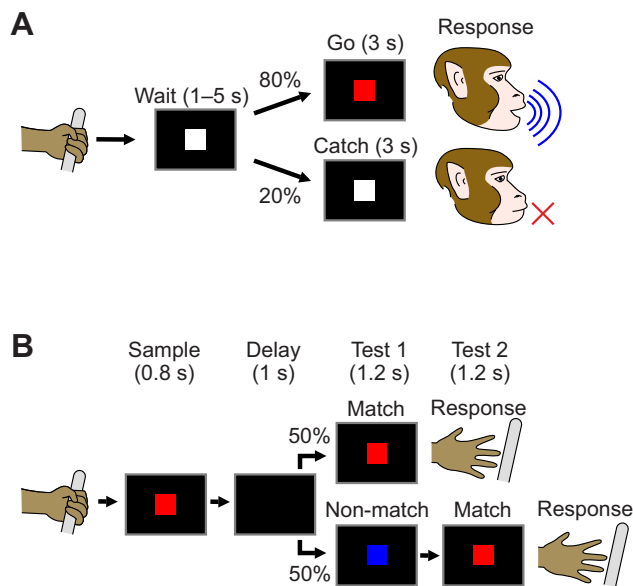 A
Go (3 s)
Response
80%
Wait (1–5 s)
Catch (3 s)
20%
B
Sample
(0.8 s)
Delay
(1 s)
Test 1
(1.2 s)
Test 2
(1.2 s)
Match
Response
50%
Non-match
Match
Response
50%